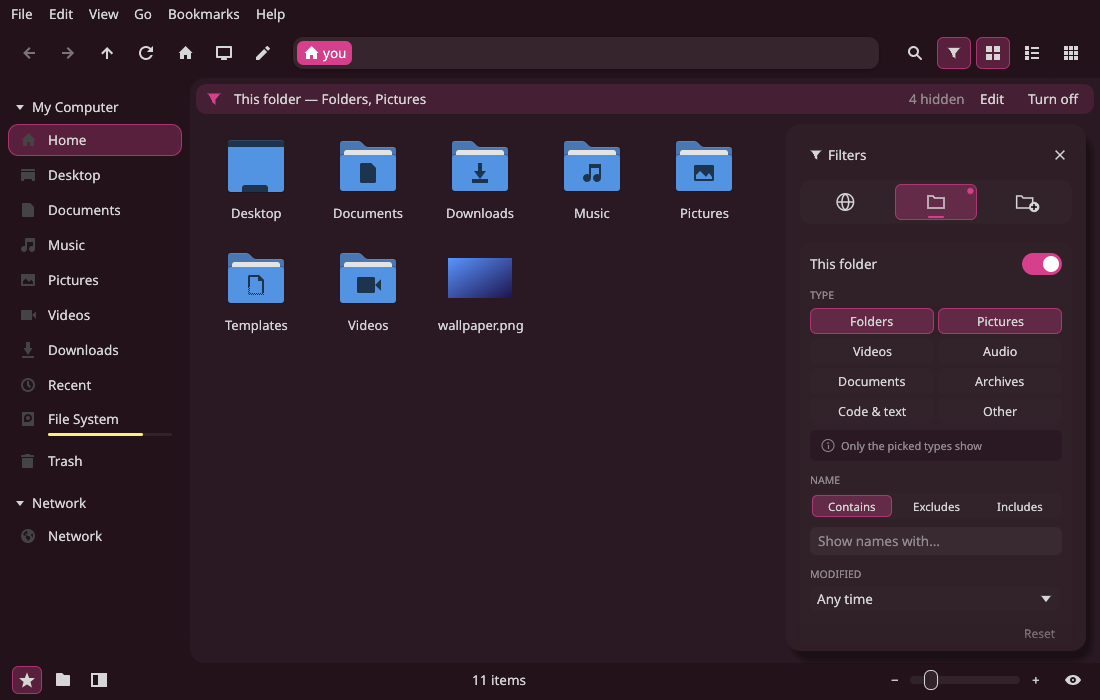 File Edit View Go Bookmarks Help
you
My Computer
Home
Desktop
Documents
Music
Pictures
Videos
Downloads
Recent
File System
Trash
Network
Network
This folder — Folders, Pictures
4 hidden Edit Turn off
Desktop Documents Downloads Music Pictures
Templates Videos wallpaper.png
Filters
This folder
TYPE
Folders Pictures
Videos Audio
Documents Archives
Code & text Other
Only the picked types show
NAME
Contains Excludes Includes
Show names with...
MODIFIED
Any time
Reset
11 items